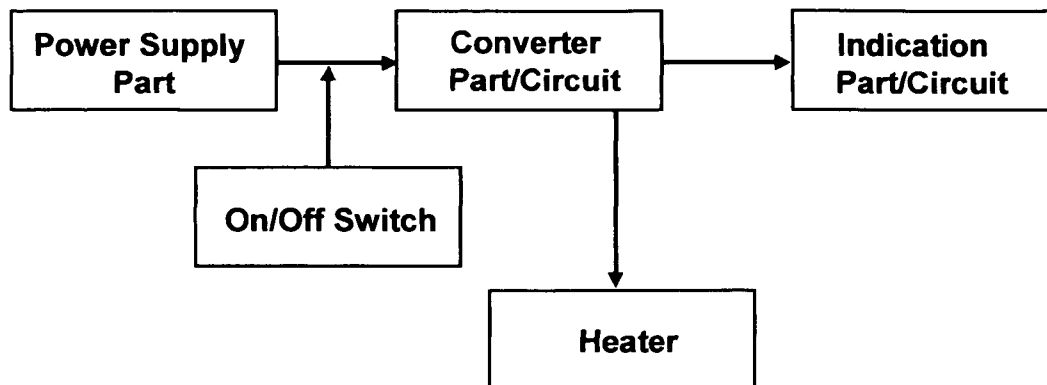 Power Supply
Part
Converter
Part/Circuit
Indication
Part/Circuit
On/Off Switch
Heater